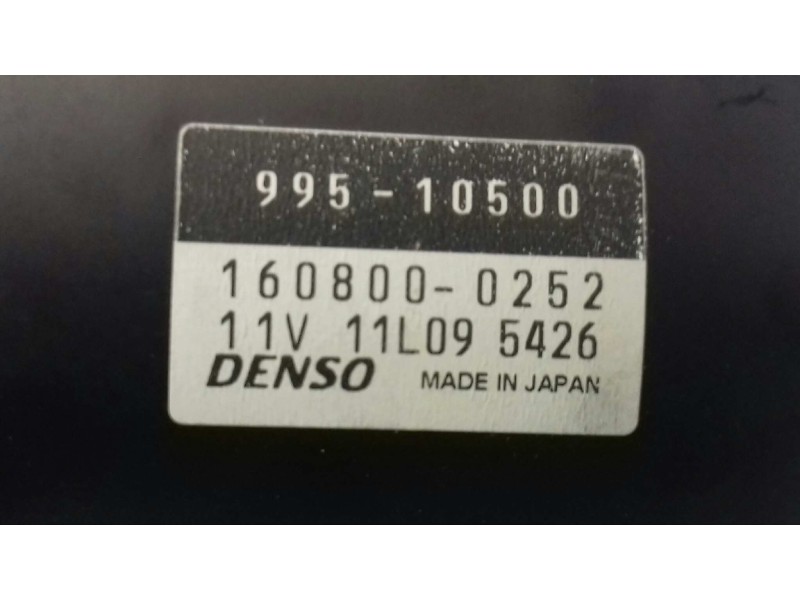 995-10500
160800-0252
11V 11L09 5426
DENSO MADE IN JAPAN